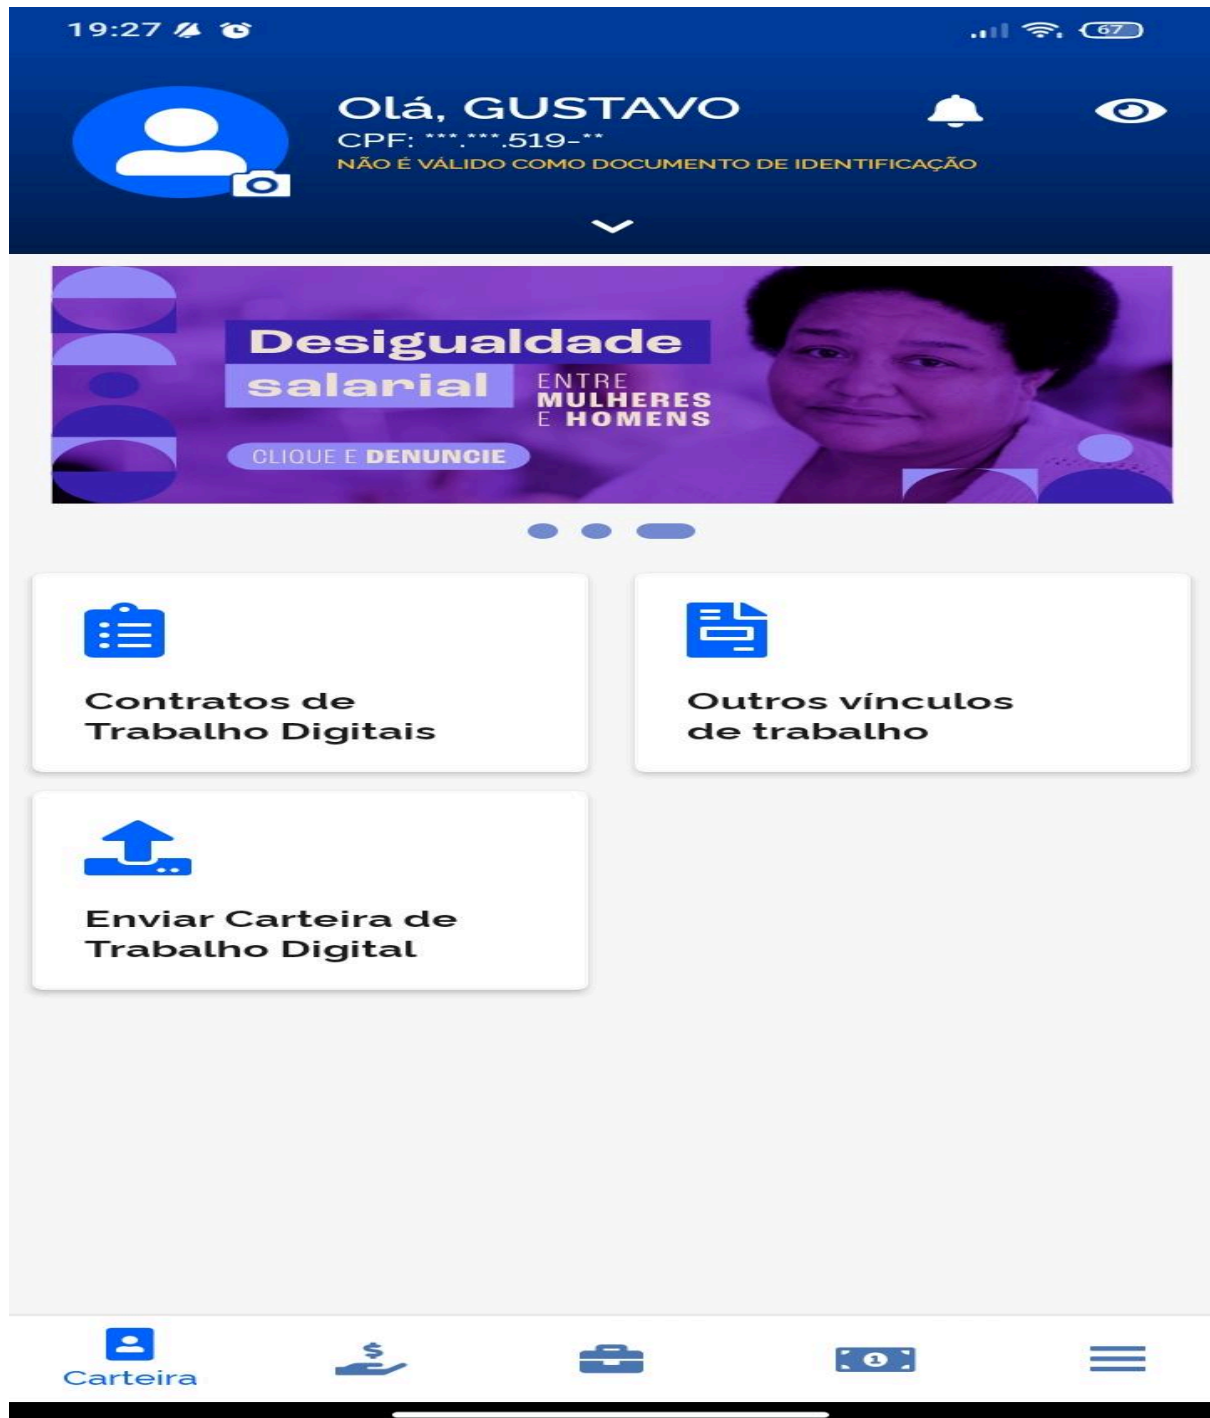 19:27
67
Olá, GUSTAVO
CPF: ***.***.519-**
NÃO É VÁLIDO COMO DOCUMENTO DE IDENTIFICAÇÃO
Desigualdade
salarial
ENTRE
MULHERES
E HOMENS
CLIQUE E DENUNCIE
Contratos de
Trabalho Digitais
Outros vínculos
de trabalho
Enviar Carteira de
Trabalho Digital
$
1
Carteira